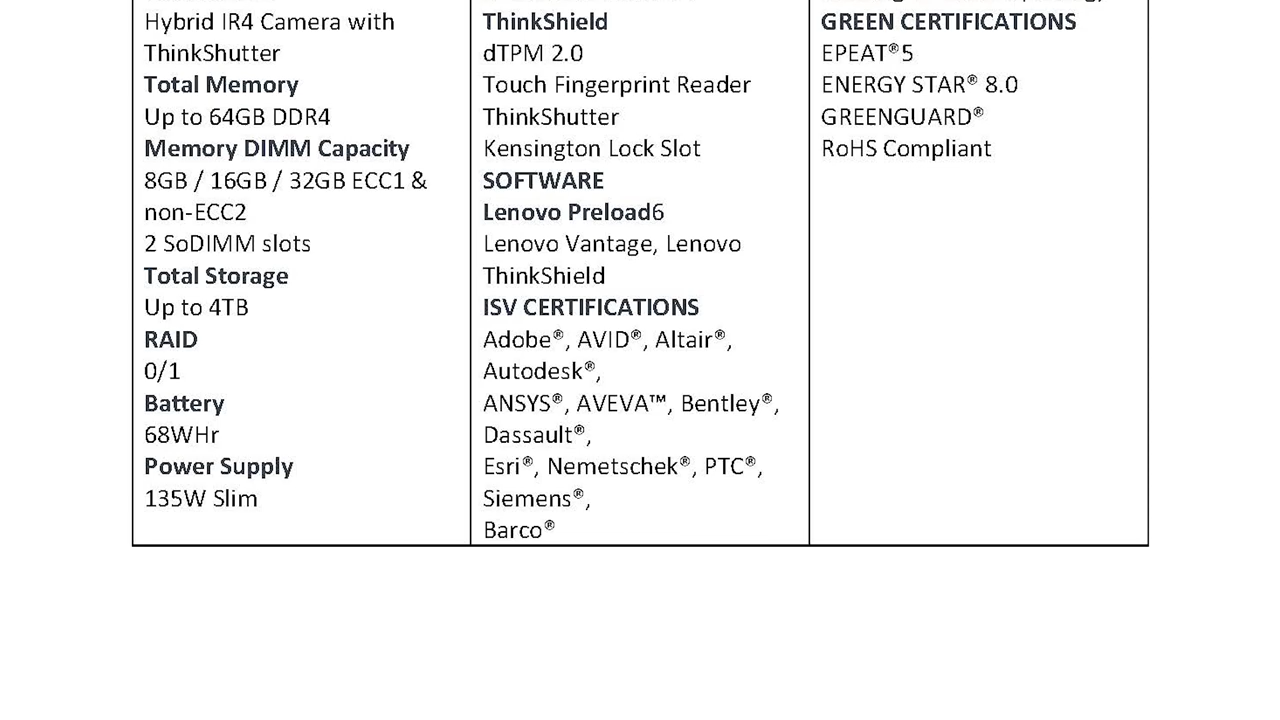 Hybrid IR4 Camera with
ThinkShutter
Total Memory
Up to 64GB DDR4
Memory DIMM Capacity
8GB / 16GB / 32GB ECC1 &
non-ECC2
2 SoDIMM slots
Total Storage
Up to 4TB
RAID
0/1
Battery
68WHr
Power Supply
135W Slim
ThinkShield
dTPM 2.0
Touch Fingerprint Reader
ThinkShutter
Kensington Lock Slot
SOFTWARE
Lenovo Preload6
Lenovo Vantage, Lenovo
ThinkShield
ISV CERTIFICATIONS
Adobe®, AVID®, Altair®,
Autodesk®,
ANSYS®, AVEVA™, Bentley®,
Dassault®,
Esri®, Nemetschek®, PTC®,
Siemens®,
Barco®
GREEN CERTIFICATIONS
EPEAT®5
ENERGY STAR® 8.0
GREENGUARD®
RoHS Compliant